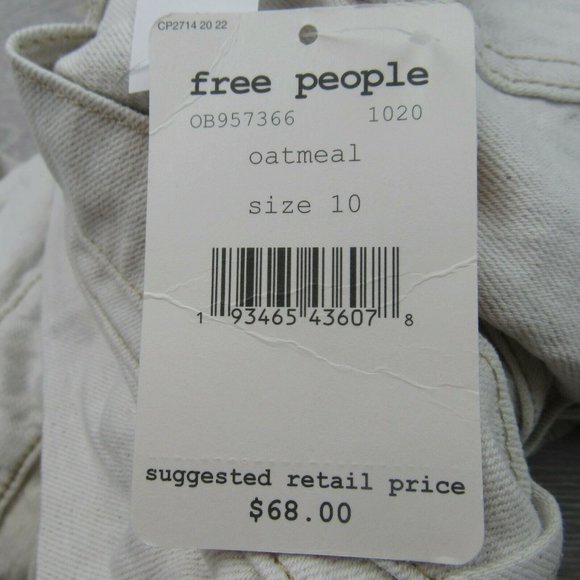 CP2714 20 22
free people
OB957366 1020
oatmeal
size 10
1 93465 43607 8
suggested retail price
$68.00